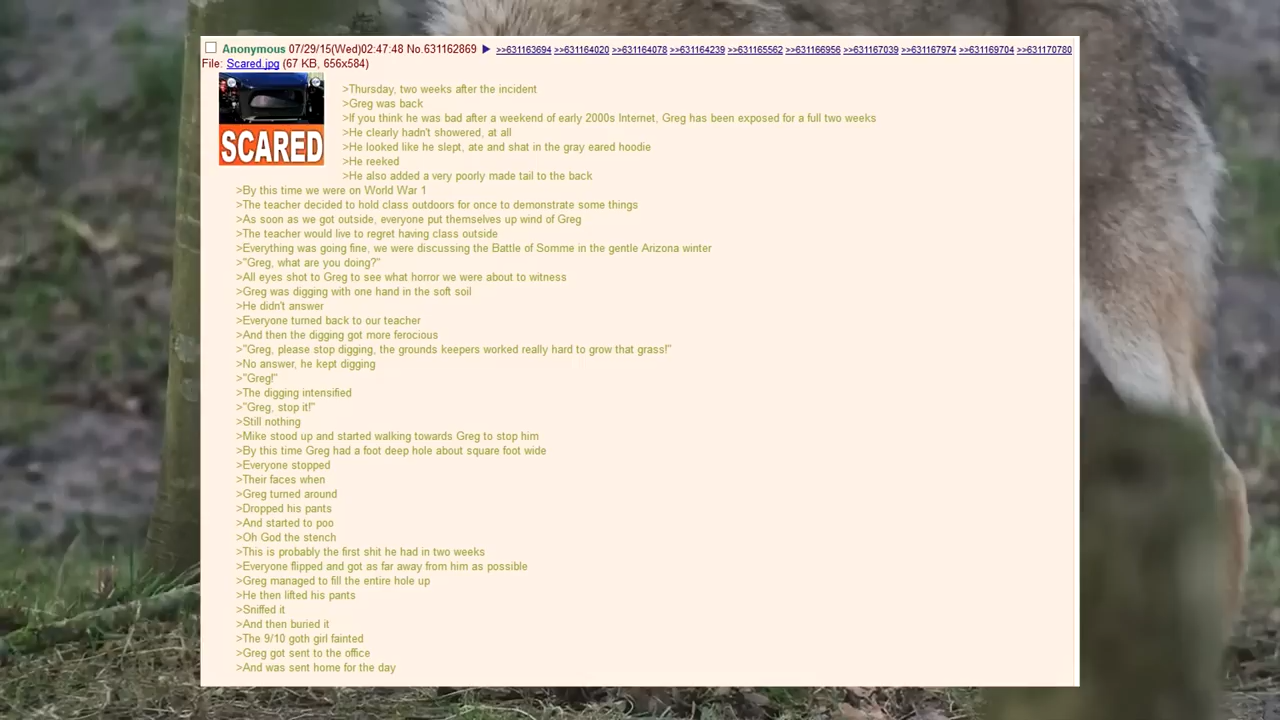 Anonymous 07/29/15(Wed)02:47:48 No.631162869 ▶ >>631163694 >>631164020 >>631164078 >>631164239 >>631165562 >>631166956 >>631167039 >>631167974 >>631169704 >>631170780
File: Scared.jpg (67 KB, 656x584)
SCARED
>Thursday, two weeks after the incident
>Greg was back
>If you think he was bad after a weekend of early 2000s Internet, Greg has been exposed for a full two weeks
>He clearly hadn't showered, at all
>He looked like he slept, ate and shat in the gray eared hoodie
>He reeked
>He also added a very poorly made tail to the back
>By this time we were on World War 1
>The teacher decided to hold class outdoors for once to demonstrate some things
>As soon as we got outside, everyone put themselves up wind of Greg
>The teacher would live to regret having class outside
>Everything was going fine, we were discussing the Battle of Somme in the gentle Arizona winter
>"Greg, what are you doing?"
>All eyes shot to Greg to see what horror we were about to witness
>Greg was digging with one hand in the soft soil
>He didn't answer
>Everyone turned back to our teacher
>And then the digging got more ferocious
>"Greg, please stop digging, the grounds keepers worked really hard to grow that grass!"
>No answer, he kept digging
>"Greg!"
>The digging intensified
>"Greg, stop it!"
>Still nothing
>Mike stood up and started walking towards Greg to stop him
>By this time Greg had a foot deep hole about square foot wide
>Everyone stopped
>Their faces when
>Greg turned around
>Dropped his pants
>And started to poo
>Oh God the stench
>This is probably the first shit he had in two weeks
>Everyone flipped and got as far away from him as possible
>Greg managed to fill the entire hole up
>He then lifted his pants
>Sniffed it
>And then buried it
>The 9/10 goth girl fainted
>Greg got sent to the office
>And was sent home for the day